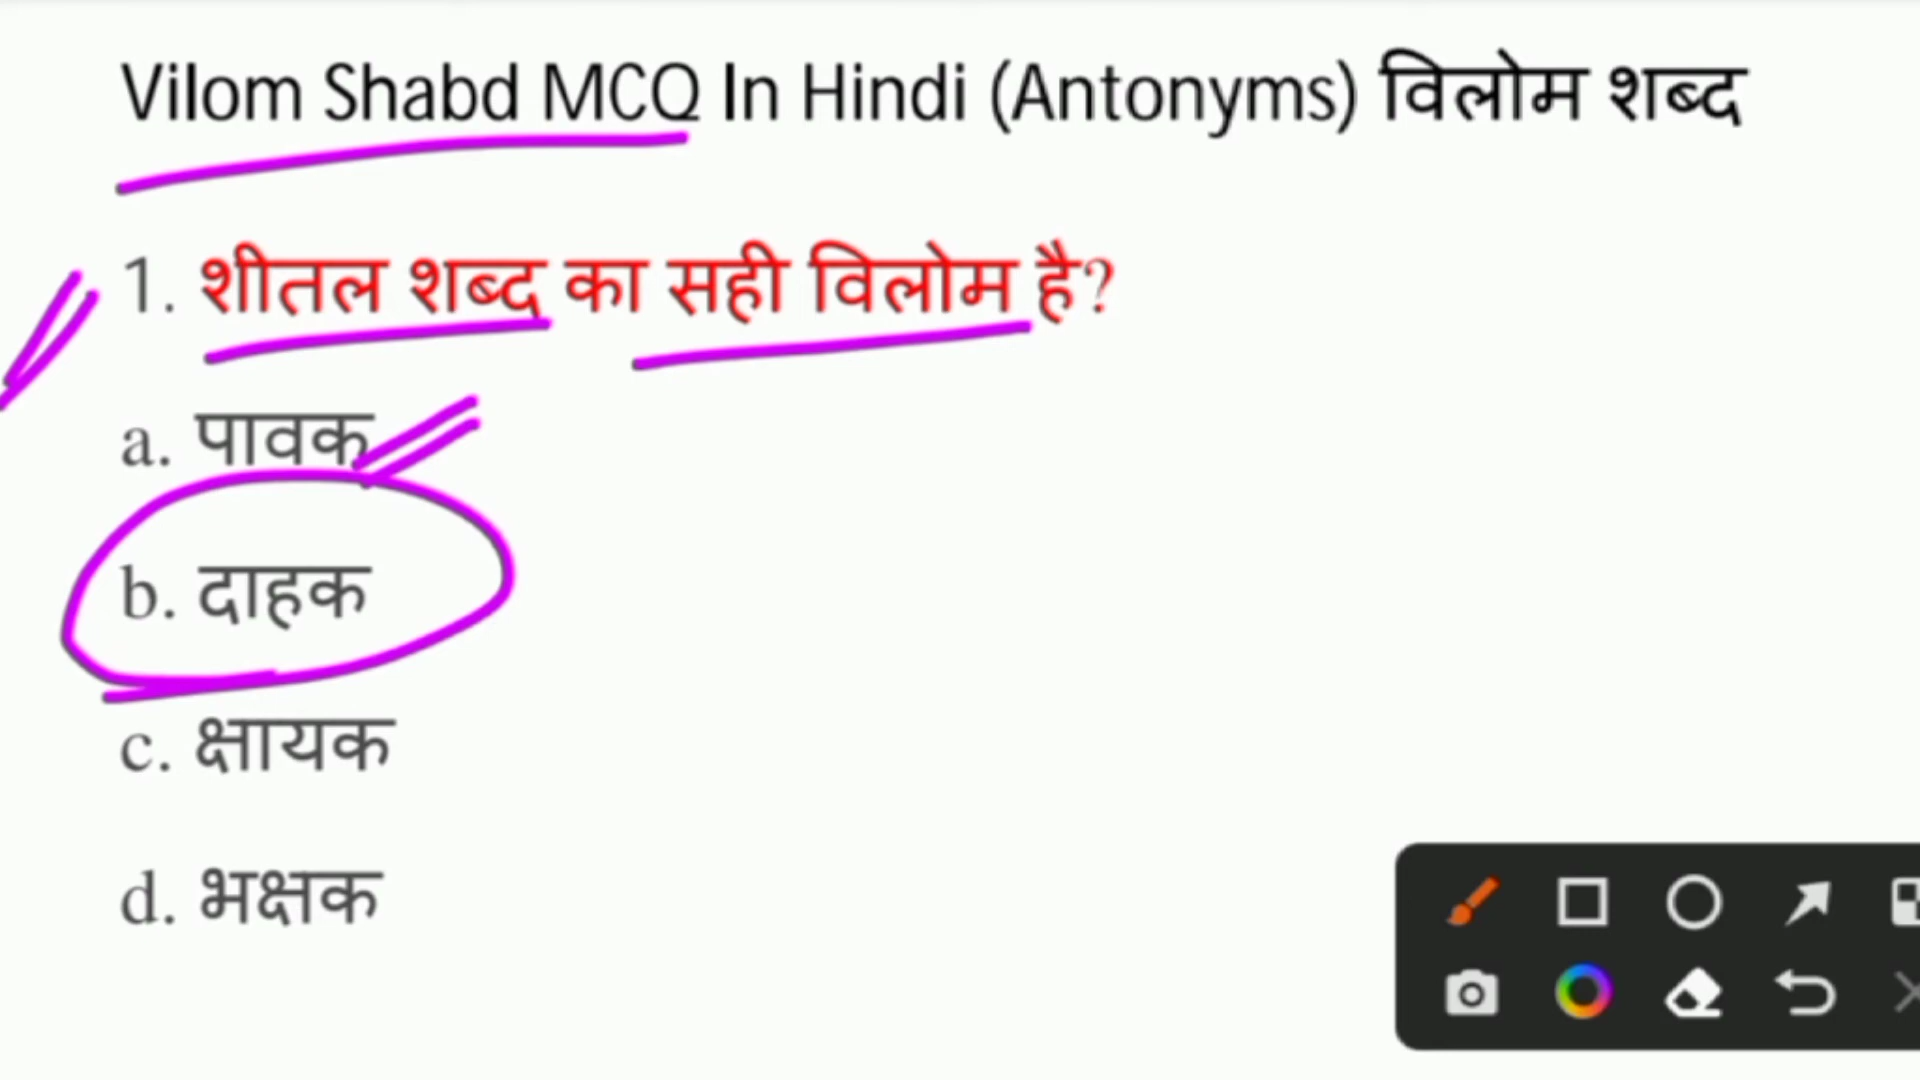 Vilom Shabd MCQ In Hindi (Antonyms) विलोम शब्द
1. शीतल शब्द का सही विलोम है?
a. पावक
b. दाहक
c. क्षायक
d. भक्षक